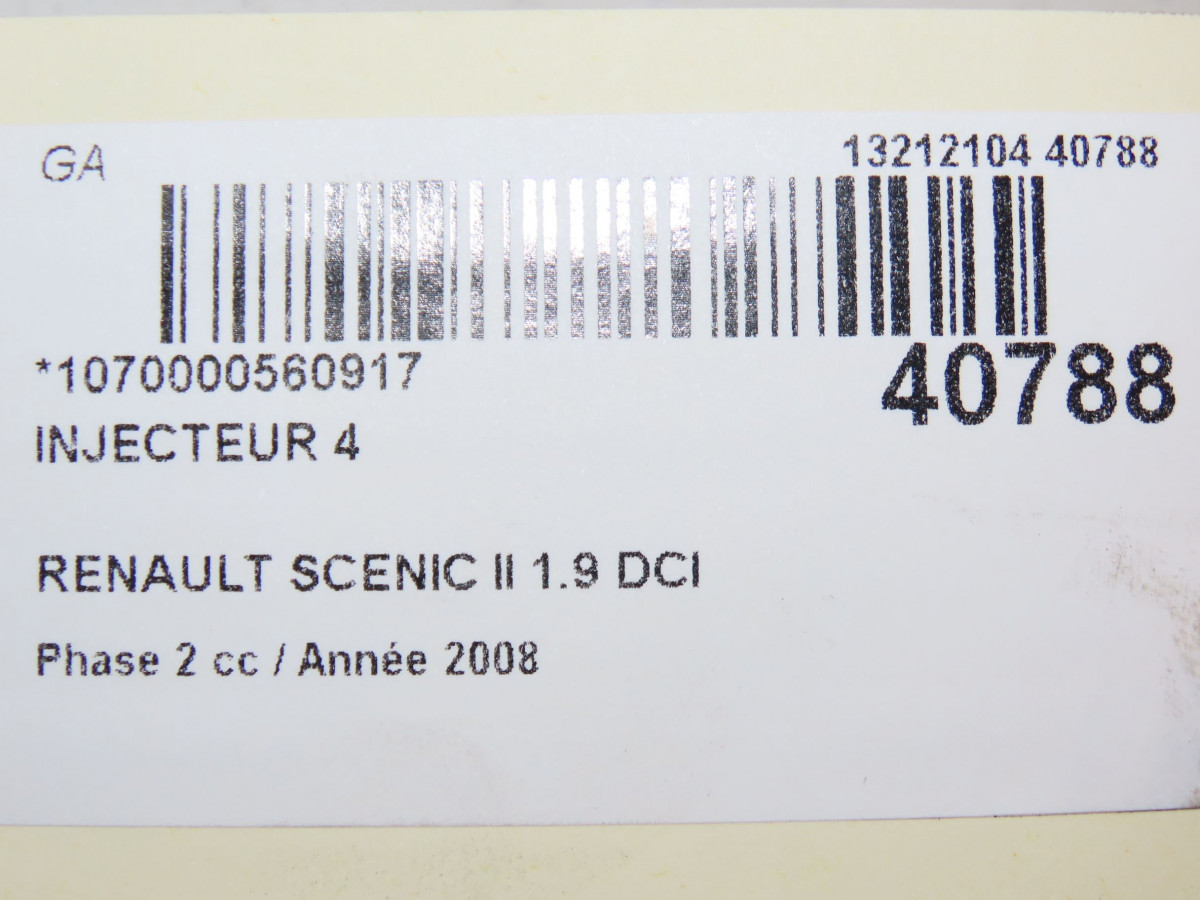 GA
13212104 40788
*1070000560917
40788
INJECTEUR 4
RENAULT SCENIC II 1.9 DCI
Phase 2 cc / Année 2008